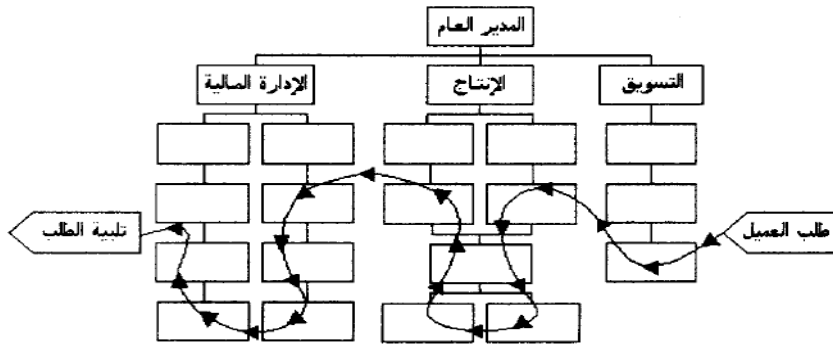 المدير العام
التسويق
الإنتاج
الإدارة المالية
طلب العميل
تلبية الطلب